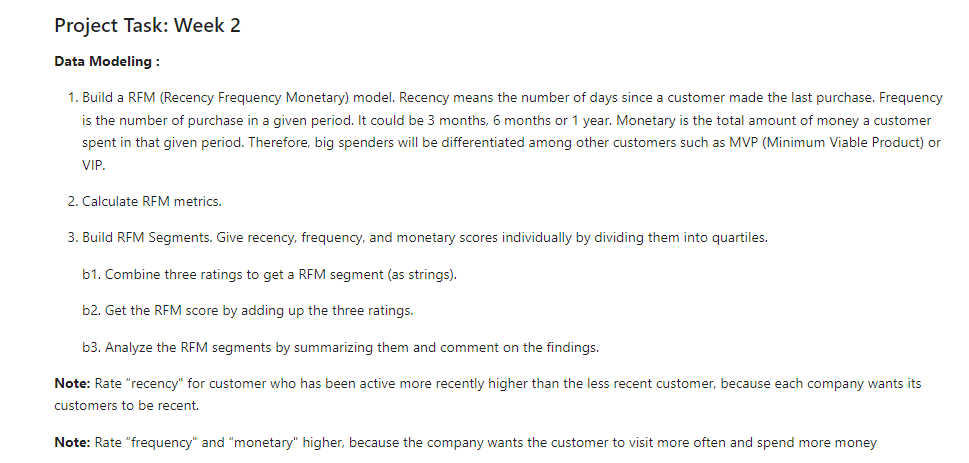 Project Task: Week 2
Data Modeling :
1. Build a RFM (Recency Frequency Monetary) model. Recency means the number of days since a customer made the last purchase. Frequency
is the number of purchase in a given period. It could be 3 months, 6 months or 1 year. Monetary is the total amount of money a customer
spent in that given period. Therefore, big spenders will be differentiated among other customers such as MVP (Minimum Viable Product) or
VIP.
2. Calculate RFM metrics.
3. Build RFM Segments. Give recency, frequency, and monetary scores individually by dividing them into quartiles.
b1. Combine three ratings to get a RFM segment (as strings).
b2. Get the RFM score by adding up the three ratings.
b3. Analyze the RFM segments by summarizing them and comment on the findings.
Note: Rate “recency" for customer who has been active more recently higher than the less recent customer, because each company wants its
customers to be recent.
Note: Rate “frequency" and “monetary" higher, because the company wants the customer to visit more often and spend more money